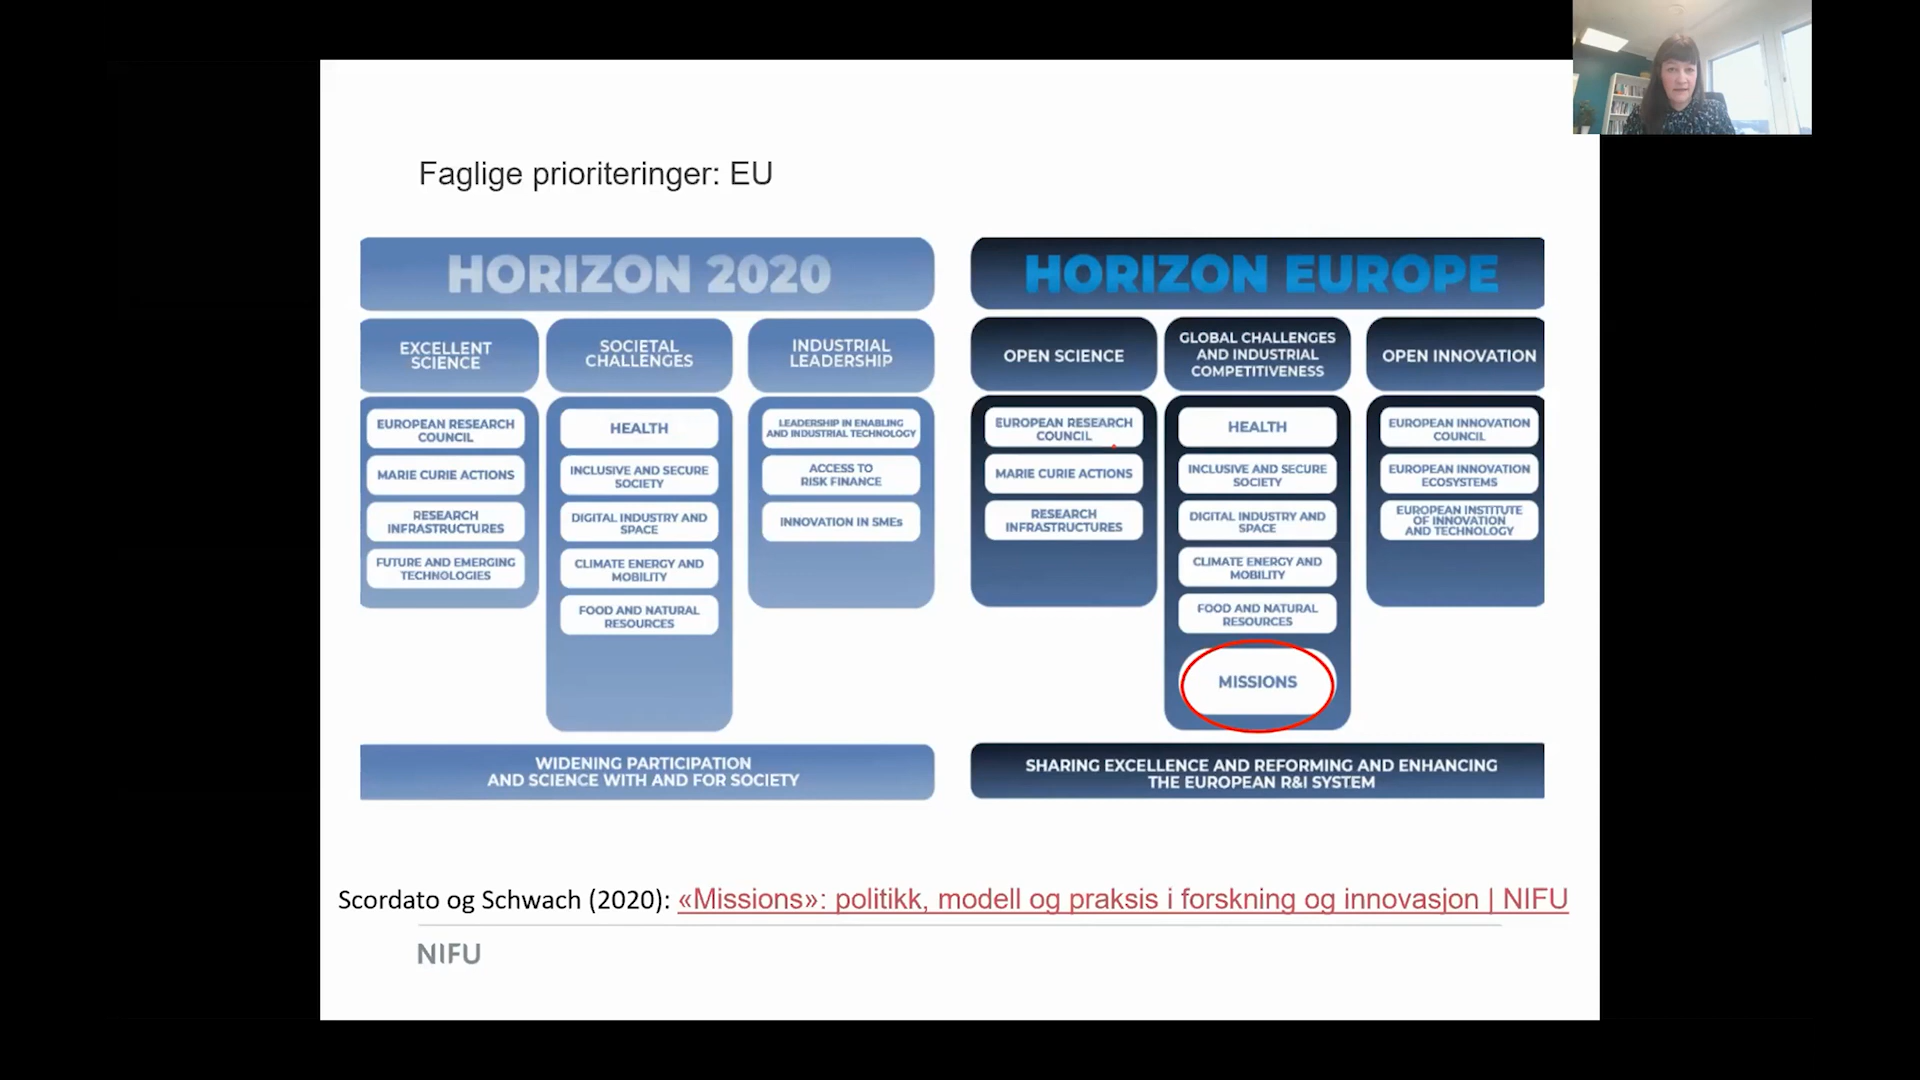 Faglige prioriteringer: EU
HORIZON 2020
EXCELLENT
SCIENCE
SOCIETAL
CHALLENGES
INDUSTRIAL
LEADERSHIP
EUROPEAN RESEARCH
COUNCIL
MARIE CURIE ACTIONS
RESEARCH
INFRASTRUCTURES
FUTURE AND EMERGING
TECHNOLOGIES
HEALTH
INCLUSIVE AND SECURE
SOCIETY
DIGITAL INDUSTRY AND
SPACE
CLIMATE ENERGY AND
MOBILITY
FOOD AND NATURAL
RESOURCES
LEADERSHIP IN ENABLING
AND INDUSTRIAL TECHNOLOGY
ACCESS TO
RISK FINANCE
INNOVATION IN SMEs
WIDENING PARTICIPATION
AND SCIENCE WITH AND FOR SOCIETY
HORIZON EUROPE
OPEN SCIENCE
GLOBAL CHALLENGES
AND INDUSTRIAL
COMPETITIVENESS
OPEN INNOVATION
EUROPEAN RESEARCH
COUNCIL
MARIE CURIE ACTIONS
RESEARCH
INFRASTRUCTURES
HEALTH
INCLUSIVE AND SECURE
SOCIETY
DIGITAL INDUSTRY AND
SPACE
CLIMATE ENERGY AND
MOBILITY
FOOD AND NATURAL
RESOURCES
MISSIONS
EUROPEAN INNOVATION
COUNCIL
EUROPEAN INNOVATION
ECOSYSTEMS
EUROPEAN INSTITUTE
OF INNOVATION
AND TECHNOLOGY
SHARING EXCELLENCE AND REFORMING AND ENHANCING
THE EUROPEAN R&I SYSTEM
Scordato og Schwach (2020): «Missions»: politikk, modell og praksis i forskning og innovasjon | NIFU
NIFU